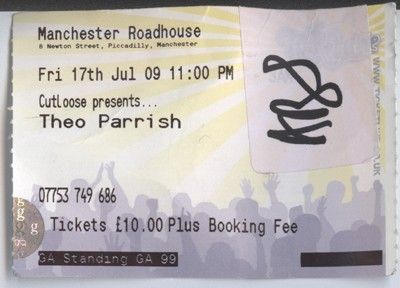 Manchester Roadhouse
8 Newton Street, Piccadilly, Manchester
Fri 17th Jul 09 11:00 PM
CutLoose presents...
Theo Parrish
07753 749 686
Tickets £10.00 Plus Booking Fee
GA Standing GA 99